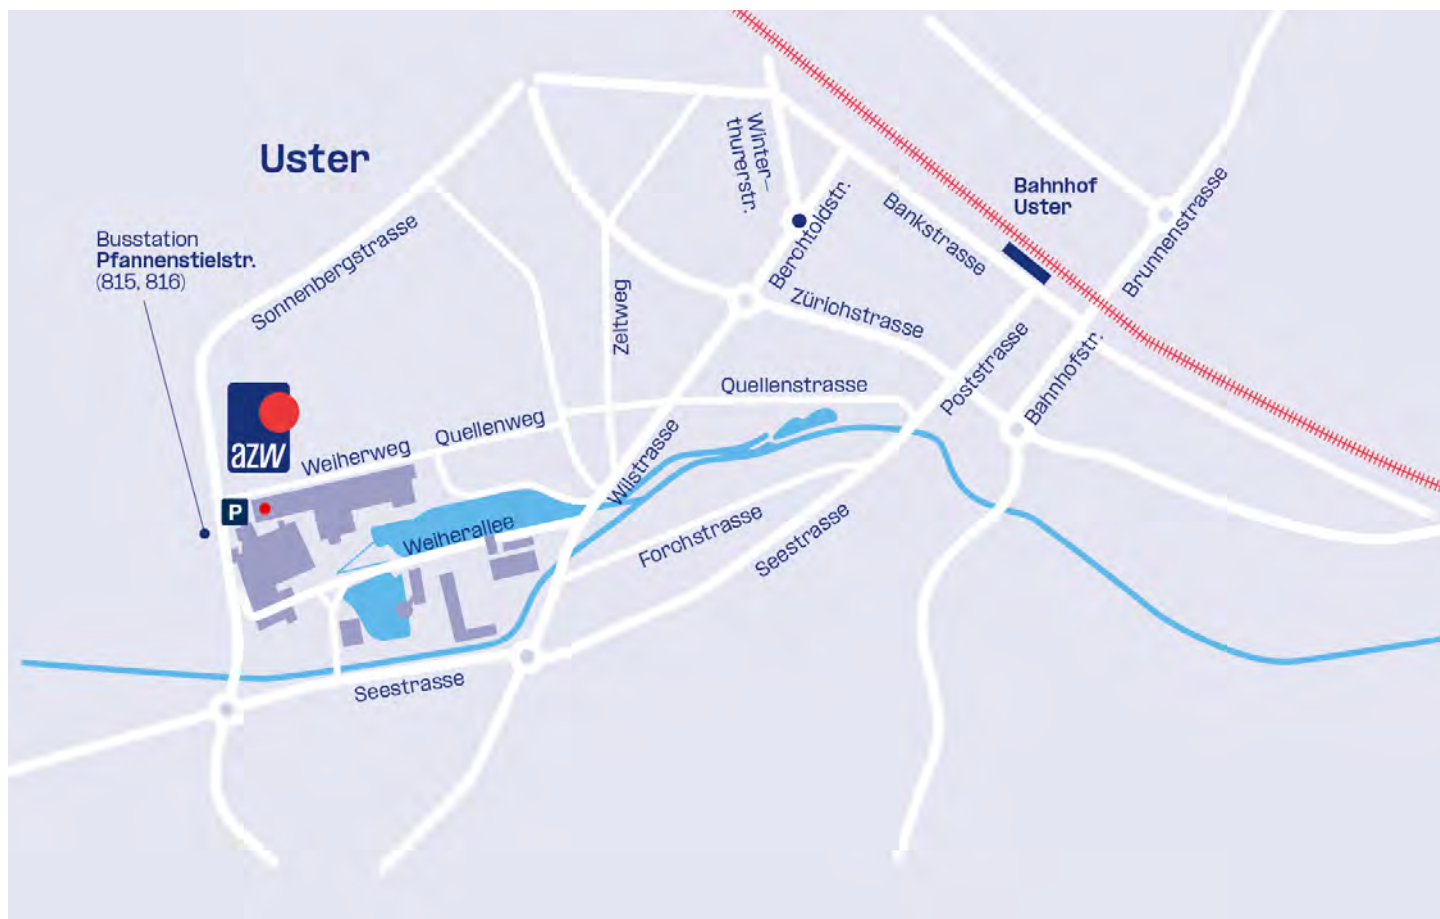 Uster
Busstation
Pfannenstielstr.
(815, 816)
Sonnenbergstrasse
Winter–
thurerstr.
Berchtoldstr.
Bankstrasse
Bahnhof
Uster
Brunnenstrasse
Zeltweg
Zürichstrasse
Poststrasse
Bahnhofstr.
Quellenstrasse
azw
Weiherweg
Quellenweg
Wilstrasse
P
Weiherallee
Forchstrasse
Seestrasse
Seestrasse